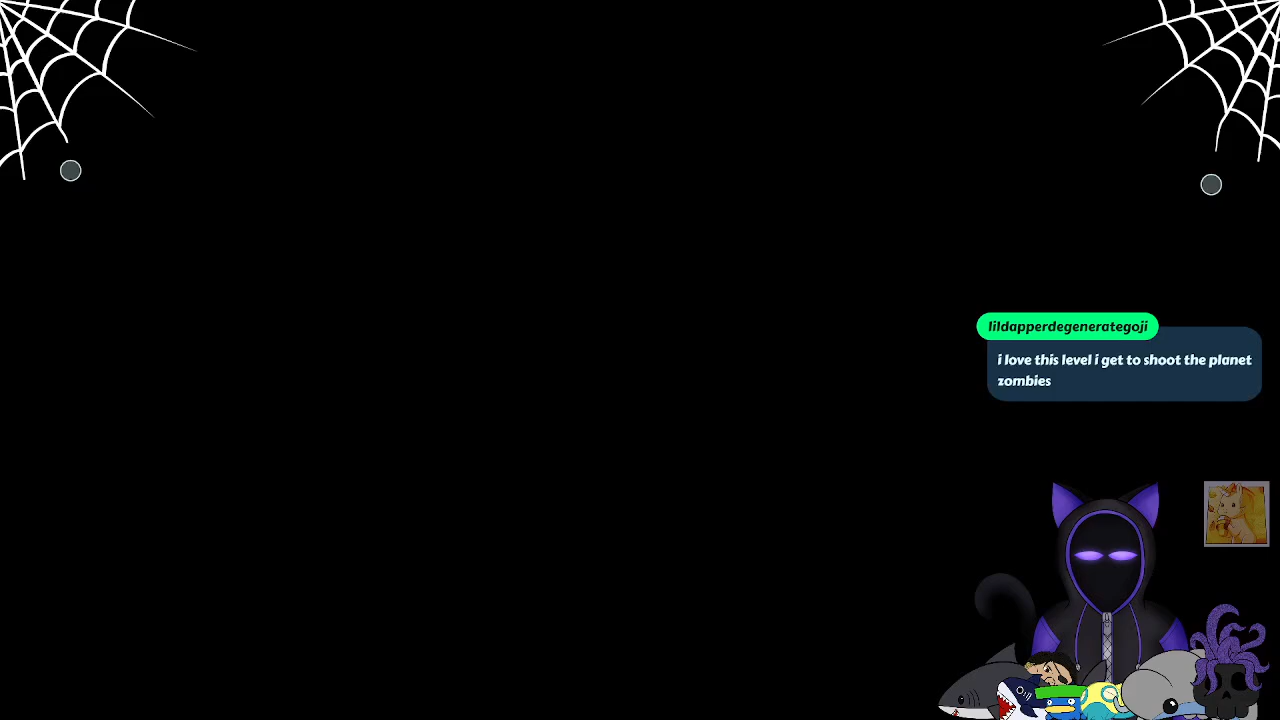 lildapperdegenerategoji
i love this level i get to shoot the planet
zombies